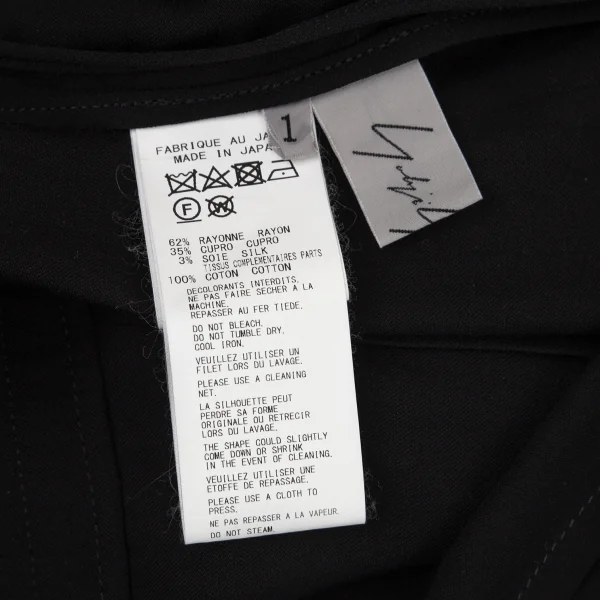 1
FABRIQUE AU JA
MADE IN JAPA
F
W
62% RAYONNE RAYON
35% CUPRO CUPRO
3% SOIE SILK
TISSUS COMPLEMENTAIRES PARTS
100% COTON COTTON
DECOLORANTS INTERDITS.
NE PAS FAIRE SECHER A LA
MACHINE.
REPASSER AU FER TIEDE.
DO NOT BLEACH.
DO NOT TUMBLE DRY.
COOL IRON.
VEUILLEZ UTILISER UN
FILET LORS DU LAVAGE.
PLEASE USE A CLEANING
NET.
LA SILHOUETTE PEUT
PERDRE SA FORME
ORIGINALE OU RETRECIR
LORS DU LAVAGE.
THE SHAPE COULD SLIGHTLY
COME DOWN OR SHRINK
IN THE EVENT OF CLEANING.
VEUILLEZ UTILISER UNE
ETOFFE DE REPASSAGE.
PLEASE USE A CLOTH TO
PRESS.
NE PAS REPASSER A LA VAPEUR.
DO NOT STEAM.